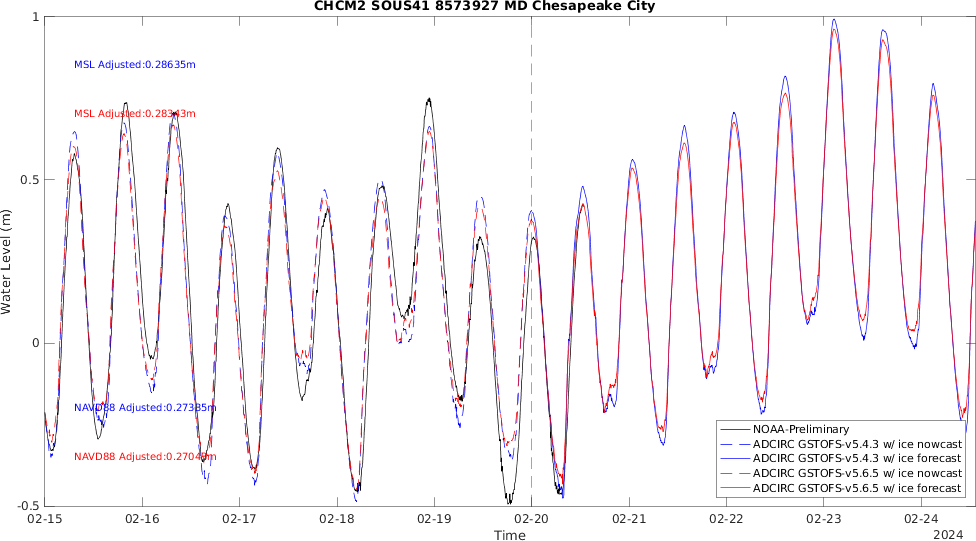 CHCM2 SOUS41 8573927 MD Chesapeake City
1
0.5
0
-0.5
Water Level (m)
MSL Adjusted:0.28635m
MSL Adjusted:0.28343m
NAVD88 Adjusted:0.27335m
NAVD88 Adjusted:0.27043m
NOAA-Preliminary
ADCIRC GSTOFS-v5.4.3 w/ ice nowcast
ADCIRC GSTOFS-v5.4.3 w/ ice forecast
ADCIRC GSTOFS-v5.6.5 w/ ice nowcast
ADCIRC GSTOFS-v5.6.5 w/ ice forecast
02-15 02-16 02-17 02-18 02-19 02-20 02-21 02-22 02-23 02-24
Time
2024